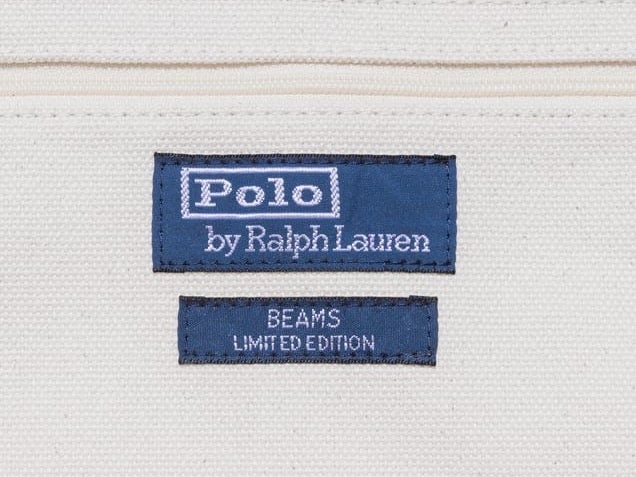 Polo
by Ralph Lauren
BEAMS
LIMITED EDITION